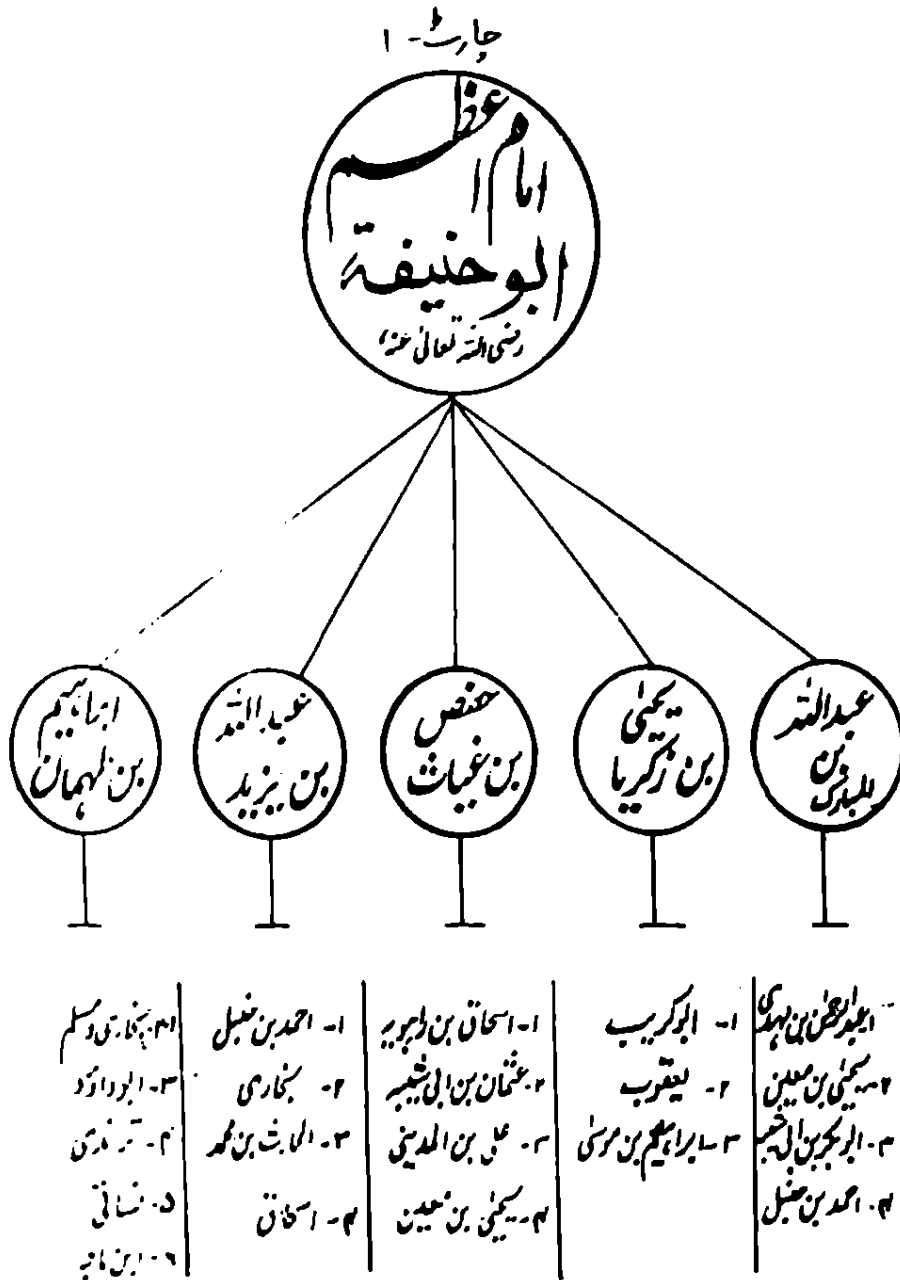 چارٹ - ۱
امام اعظم
ابو حنیفۃ
رضی اللہ تعالیٰ عنہ
عبداللہ
بن
المبارک
یحییٰ
بن زکریا
حفص
بن غیاث
عبداللہ
بن یزید
ابراہیم
بن طہمان
۱۔ عبدالرحمٰن بن مہدی
۲۔ یحییٰ بن معین
۳۔ ابوبکر بن ابی شیبہ
۴۔ احمد بن حنبل
۱۔ ابوکریب
۲۔ یعقوب
۳۔ ابراہیم بن موسیٰ
۱۔ اسحاق بن راہویہ
۲۔ عثمان بن ابی شیبہ
۳۔ علی بن المدینی
۴۔ یحییٰ بن معین
۱۔ احمد بن حنبل
۲۔ بخاری
۳۔ الحارث بن محمد
۴۔ اسحاق
۱،۲۔ بخاری و مسلم
۳۔ ابوداؤد
۴۔ ترمذی
۵۔ نسائی
۶۔ ابن ماجہ